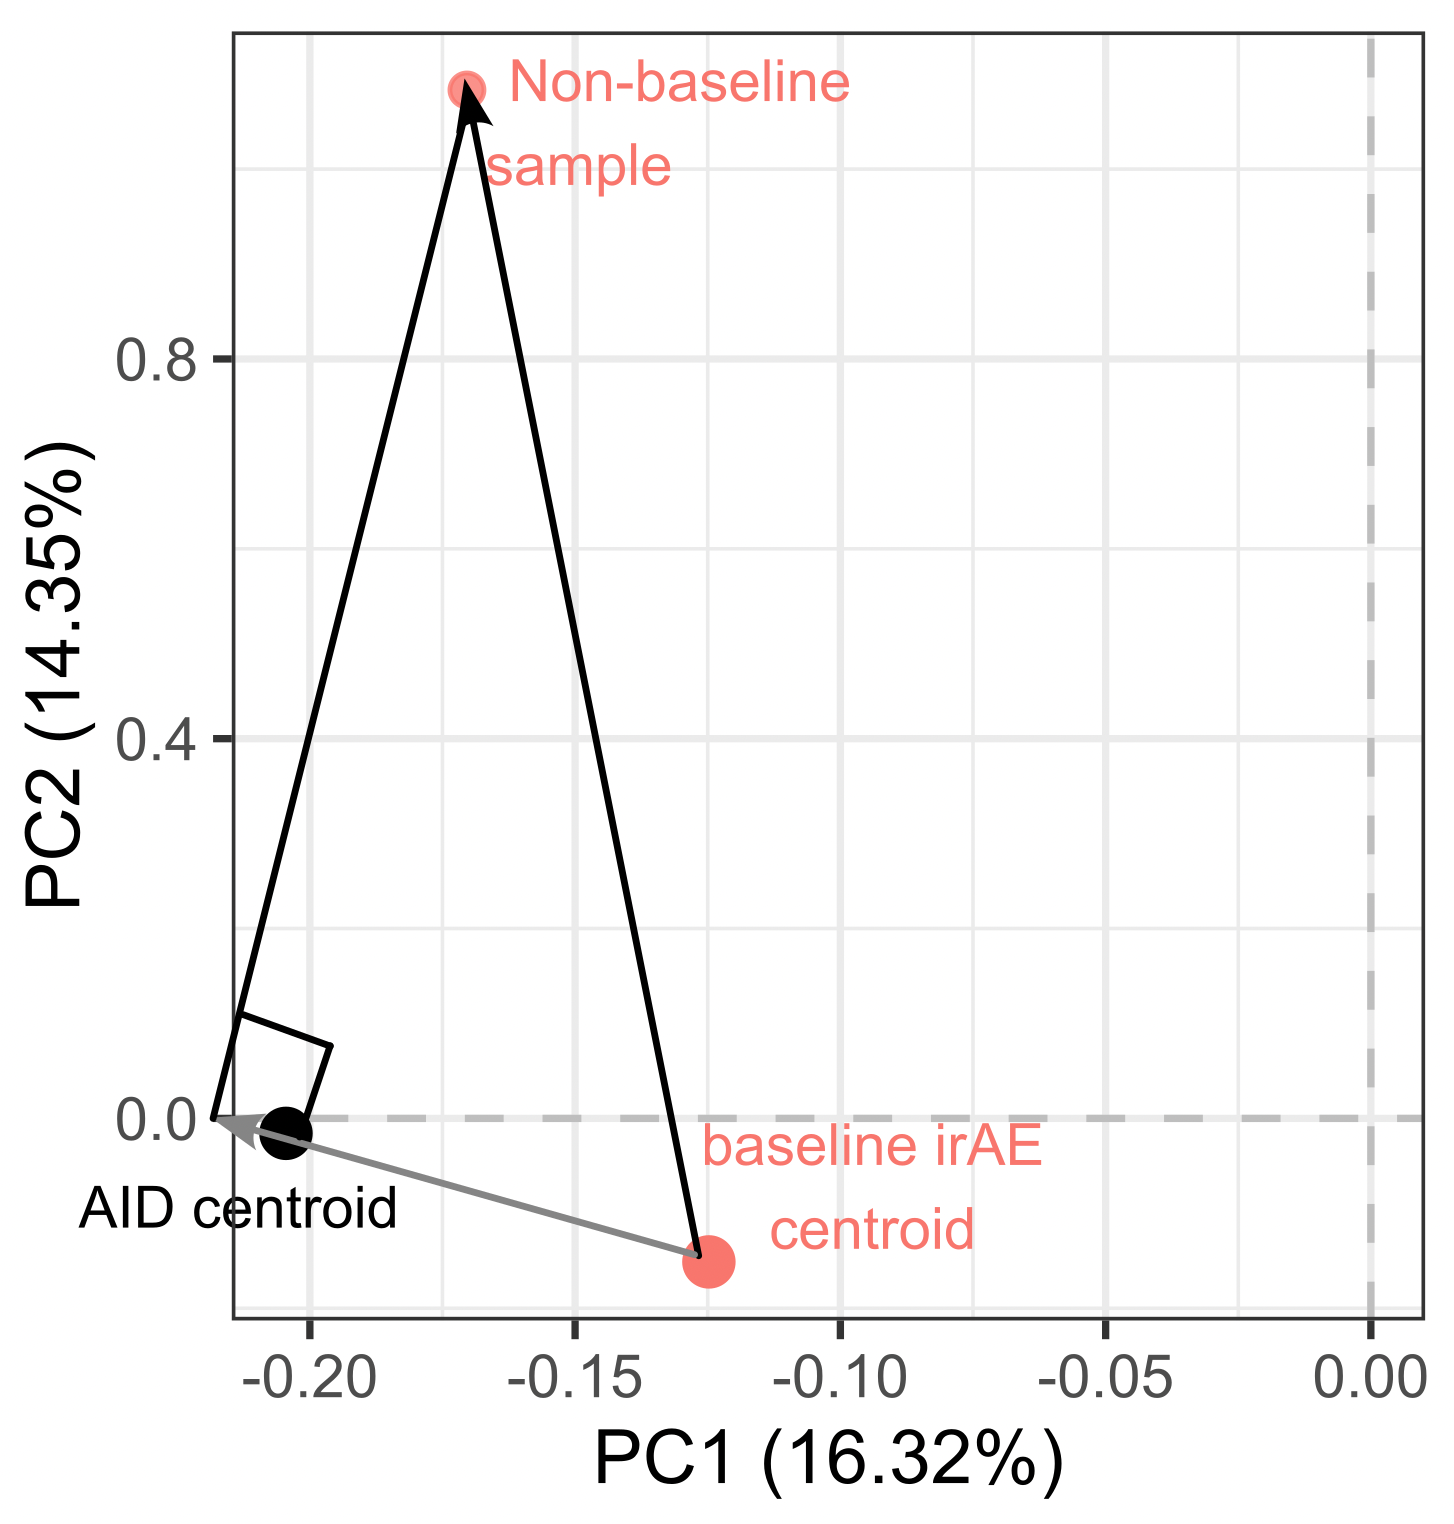 Non-baseline
sample
0.8
0.4
0.0
PC2 (14.35%)
baseline irAE
centroid
AID centroid
-0.20
-0.15
-0.10
-0.05
0.00
PC1 (16.32%)